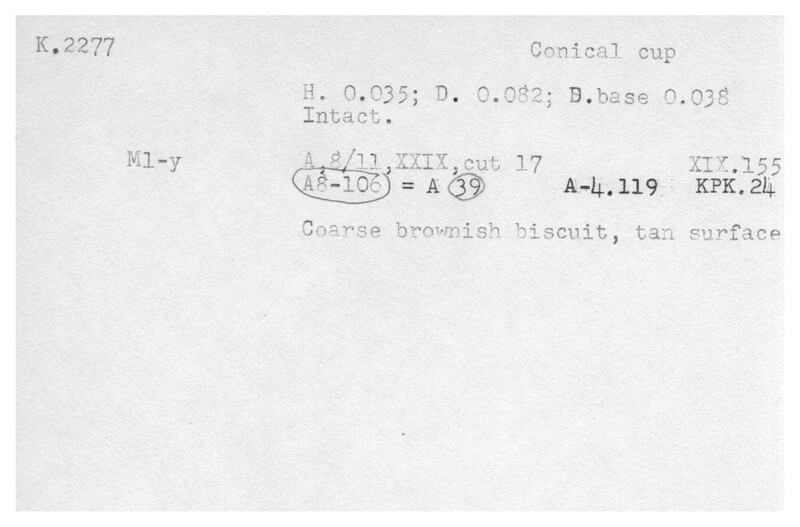 K.2277
Conical cup
H. 0.035; D. 0.082; D.base 0.038
Intact.
Ml-y A,8/11,XXIX,cut 17 XIX.155
A8-106 = A 39 A-4.119 KPK.24
Coarse brownish biscuit, tan surface